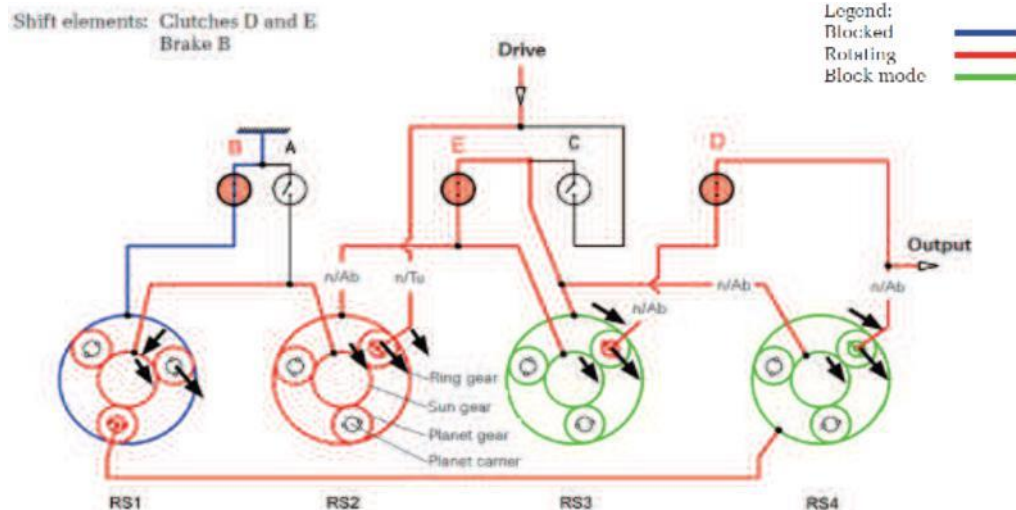 Shift elements: Clutches D and E
Brake B
Legend:
Blocked
Rotating
Block mode
Drive
B
A
E
C
D
Output
n/Ab
n/Tu
n/Ab
n/Ab
n/Ab
Ring gear
Sun gear
Planet gear
Planet carrier
RS1
RS2
RS3
RS4